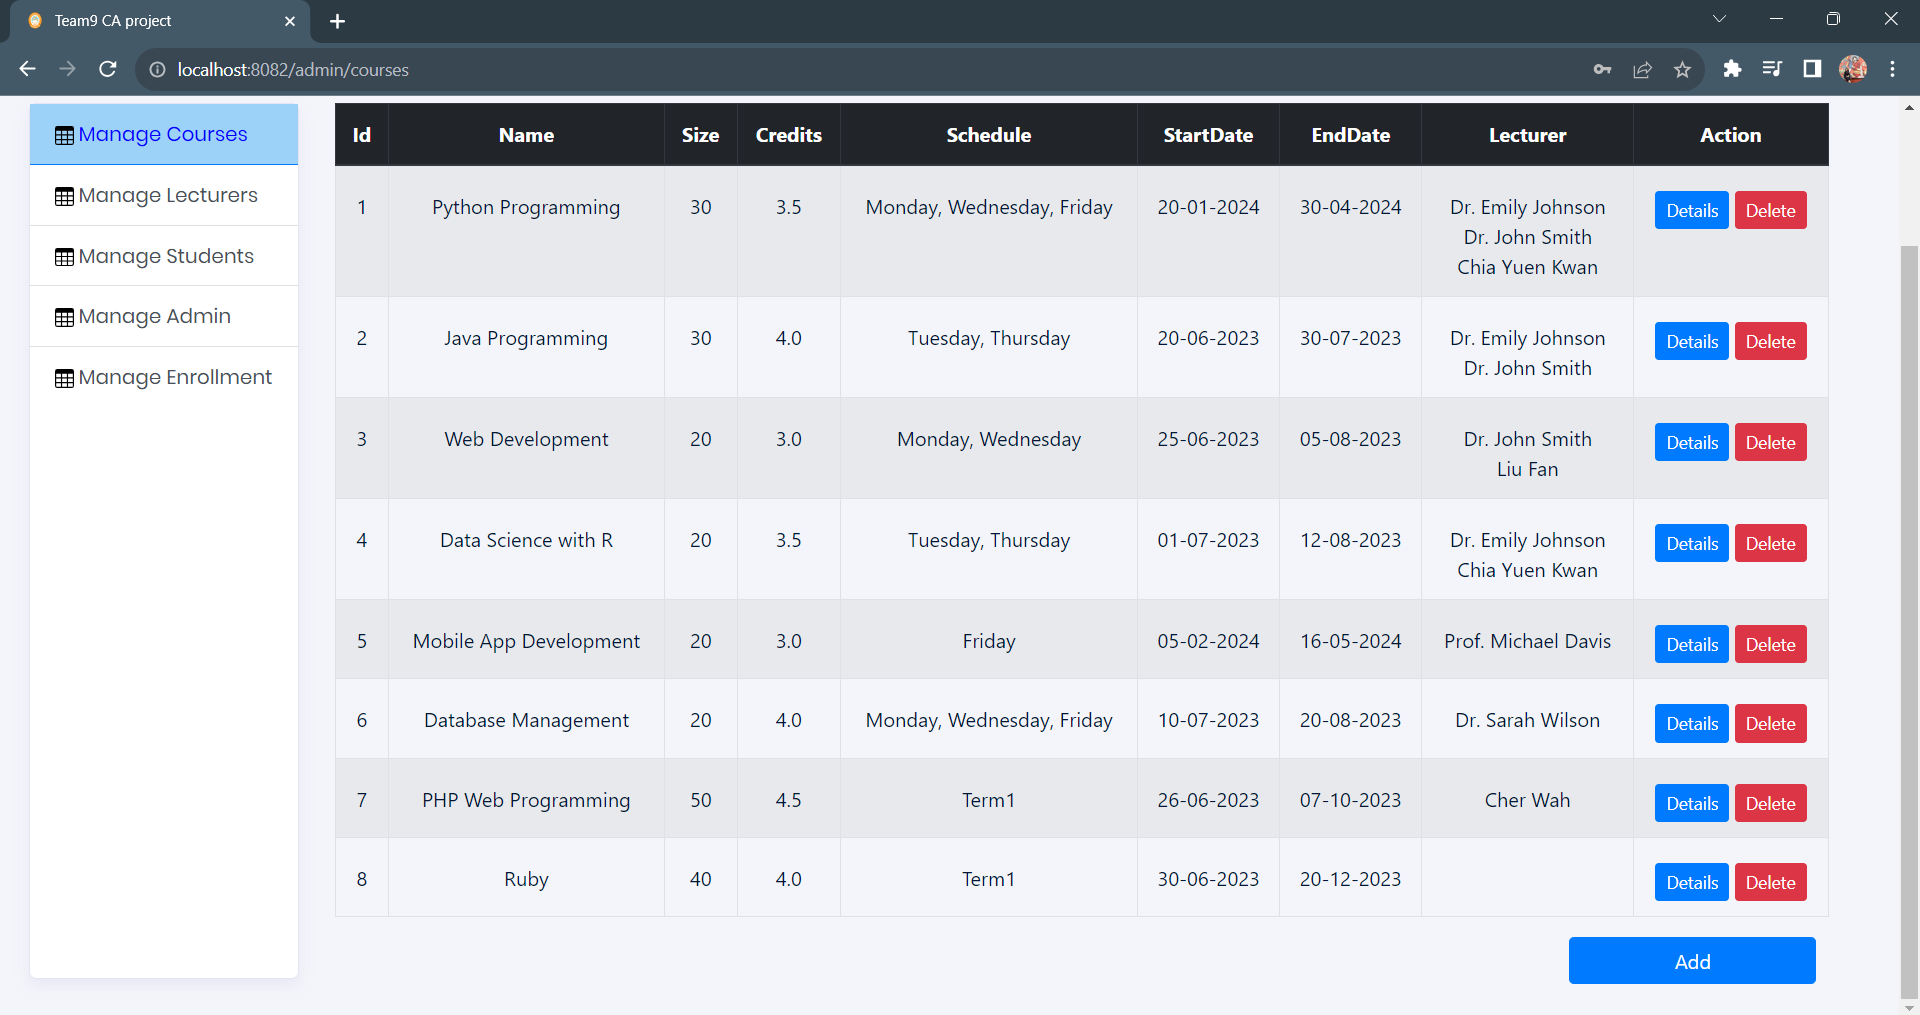 Team9 CA project
localhost:8082/admin/courses
Manage Courses
Manage Lecturers
Manage Students
Manage Admin
Manage Enrollment
Id Name Size Credits Schedule StartDate EndDate Lecturer Action
1 Python Programming 30 3.5 Monday, Wednesday, Friday 20-01-2024 30-04-2024 Dr. Emily Johnson Details Delete
Dr. John Smith
Chia Yuen Kwan
2 Java Programming 30 4.0 Tuesday, Thursday 20-06-2023 30-07-2023 Dr. Emily Johnson Details Delete
Dr. John Smith
3 Web Development 20 3.0 Monday, Wednesday 25-06-2023 05-08-2023 Dr. John Smith Details Delete
Liu Fan
4 Data Science with R 20 3.5 Tuesday, Thursday 01-07-2023 12-08-2023 Dr. Emily Johnson Details Delete
Chia Yuen Kwan
5 Mobile App Development 20 3.0 Friday 05-02-2024 16-05-2024 Prof. Michael Davis Details Delete
6 Database Management 20 4.0 Monday, Wednesday, Friday 10-07-2023 20-08-2023 Dr. Sarah Wilson Details Delete
7 PHP Web Programming 50 4.5 Term1 26-06-2023 07-10-2023 Cher Wah Details Delete
8 Ruby 40 4.0 Term1 30-06-2023 20-12-2023 Details Delete
Add